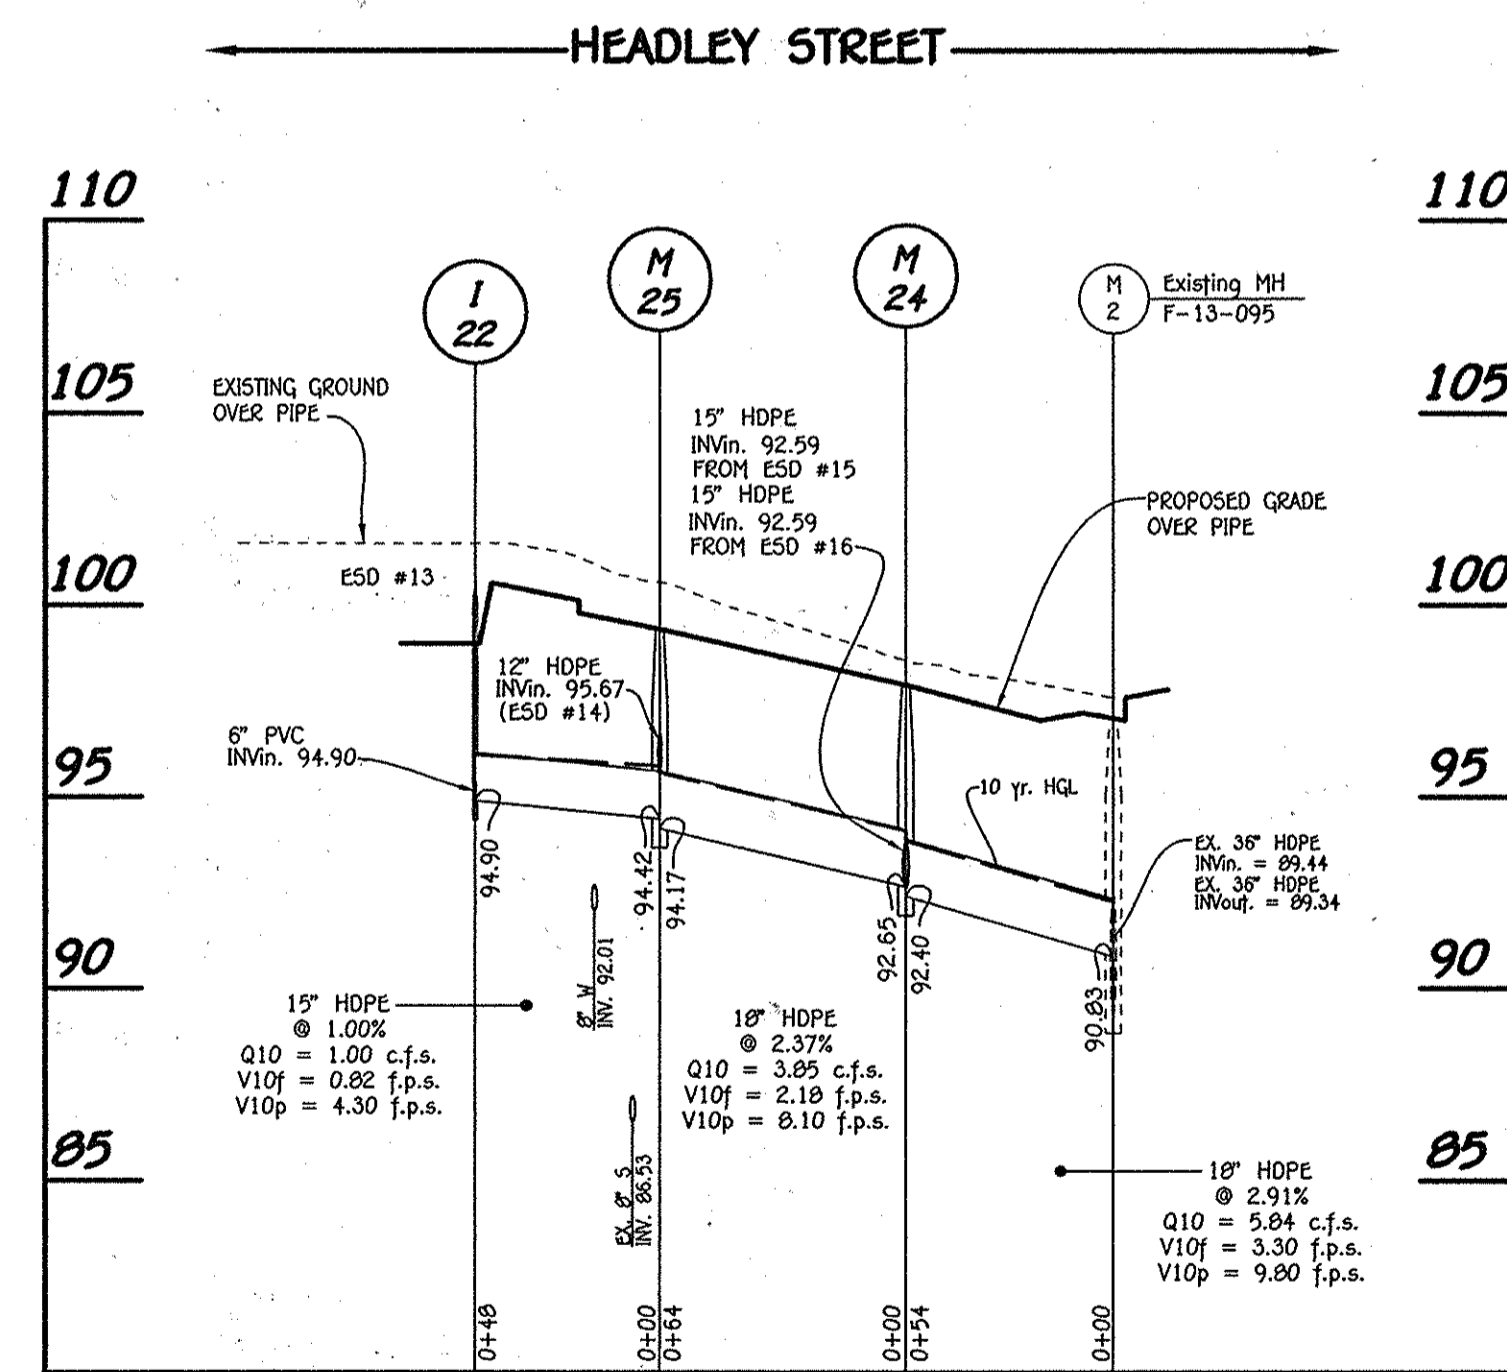 HEADLEY STREET
110
110
I
22
M
25
M
24
M
2
Existing MH
F-13-095
105
105
EXISTING GROUND
OVER PIPE
15" HDPE
INVin. 92.59
FROM ESD #15
15" HDPE
INVin. 92.59
FROM ESD #16
PROPOSED GRADE
OVER PIPE
100
100
ESD #13
12" HDPE
INVin. 95.67
(ESD #14)
6" PVC
INVin. 94.90
95
95
10 yr. HGL
94.90
94.42
94.17
EX. 36" HDPE
INVin. = 89.44
EX. 36" HDPE
INVout. = 89.34
92.65
92.40
90
90
90.83
8" W
INV. 92.01
15" HDPE
@ 1.00%
Q10 = 1.00 c.f.s.
V10f = 0.82 f.p.s.
V10p = 4.30 f.p.s.
18" HDPE
@ 2.37%
Q10 = 3.85 c.f.s.
V10f = 2.18 f.p.s.
V10p = 8.10 f.p.s.
85
85
EX. 8" S
INV. 86.53
18" HDPE
@ 2.91%
Q10 = 5.84 c.f.s.
V10f = 3.30 f.p.s.
V10p = 9.80 f.p.s.
0+48
0+00
0+64
0+00
0+54
0+00